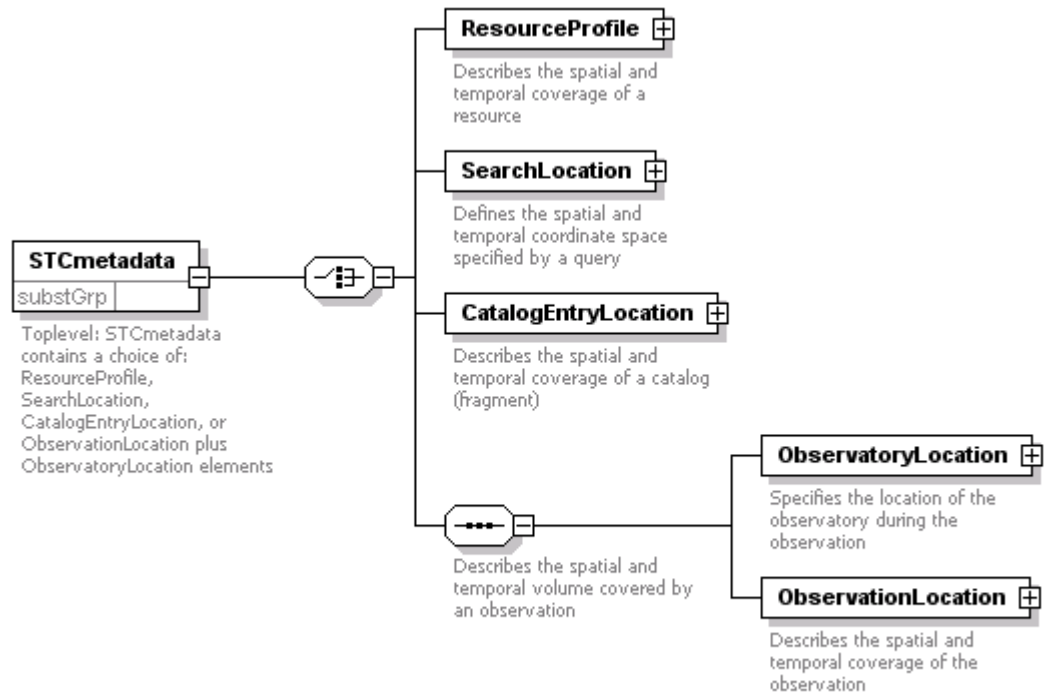 ResourceProfile
Describes the spatial and
temporal coverage of a
resource
SearchLocation
Defines the spatial and
temporal coordinate space
specified by a query
STCmetadata
substGrp
Toplevel: STCmetadata
contains a choice of:
ResourceProfile,
SearchLocation,
CatalogEntryLocation, or
ObservationLocation plus
ObservatoryLocation elements
CatalogEntryLocation
Describes the spatial and
temporal coverage of a catalog
(fragment)
Describes the spatial and
temporal volume covered by
an observation
ObservatoryLocation
Specifies the location of the
observatory during the
observation
ObservationLocation
Describes the spatial and
temporal coverage of the
observation